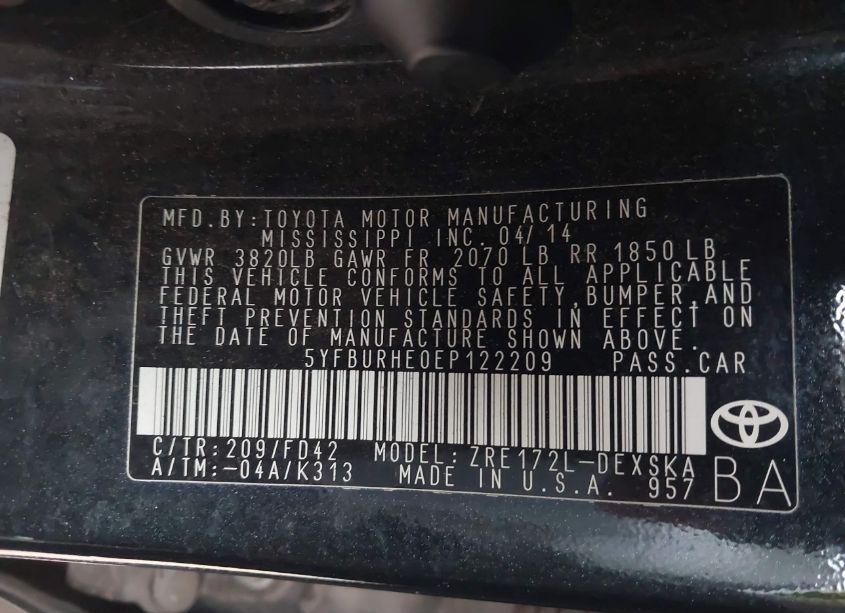 MFD.BY:TOYOTA MOTOR MANUFACTURING
MISSISSIPPI INC. 04/14
GVWR 3820LB GAWR FR 2070 LB RR 1850 LB
THIS VEHICLE CONFORMS TO ALL APPLICABLE
FEDERAL MOTOR VEHICLE SAFETY,BUMPER,AND
THEFT PREVENTION STANDARDS IN EFFECT ON
THE DATE OF MANUFACTURE SHOWN ABOVE.
5YFBURHE0EP122209 PASS.CAR
C/TR:209/FD42 MODEL:ZRE172L-DEXSKA
A/TM:-04A/K313 MADE IN U.S.A. 957
BA